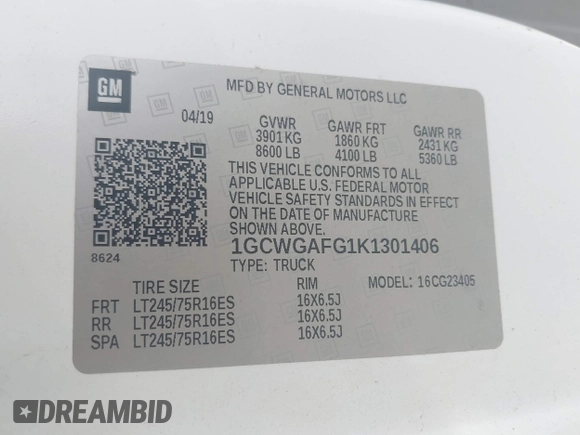 GM
MFD BY GENERAL MOTORS LLC
04/19 GVWR GAWR FRT GAWR RR
3901 KG 1860 KG 2431 KG
8600 LB 4100 LB 5360 LB
THIS VEHICLE CONFORMS TO ALL
APPLICABLE U.S. FEDERAL MOTOR
VEHICLE SAFETY STANDARDS IN EFFECT
ON THE DATE OF MANUFACTURE
SHOWN ABOVE.
8624 1GCWGAFG1K1301406
TYPE: TRUCK
TIRE SIZE RIM MODEL: 16CG23405
FRT LT245/75R16ES 16X6.5J
RR LT245/75R16ES 16X6.5J
SPA LT245/75R16ES 16X6.5J
DREAMBID